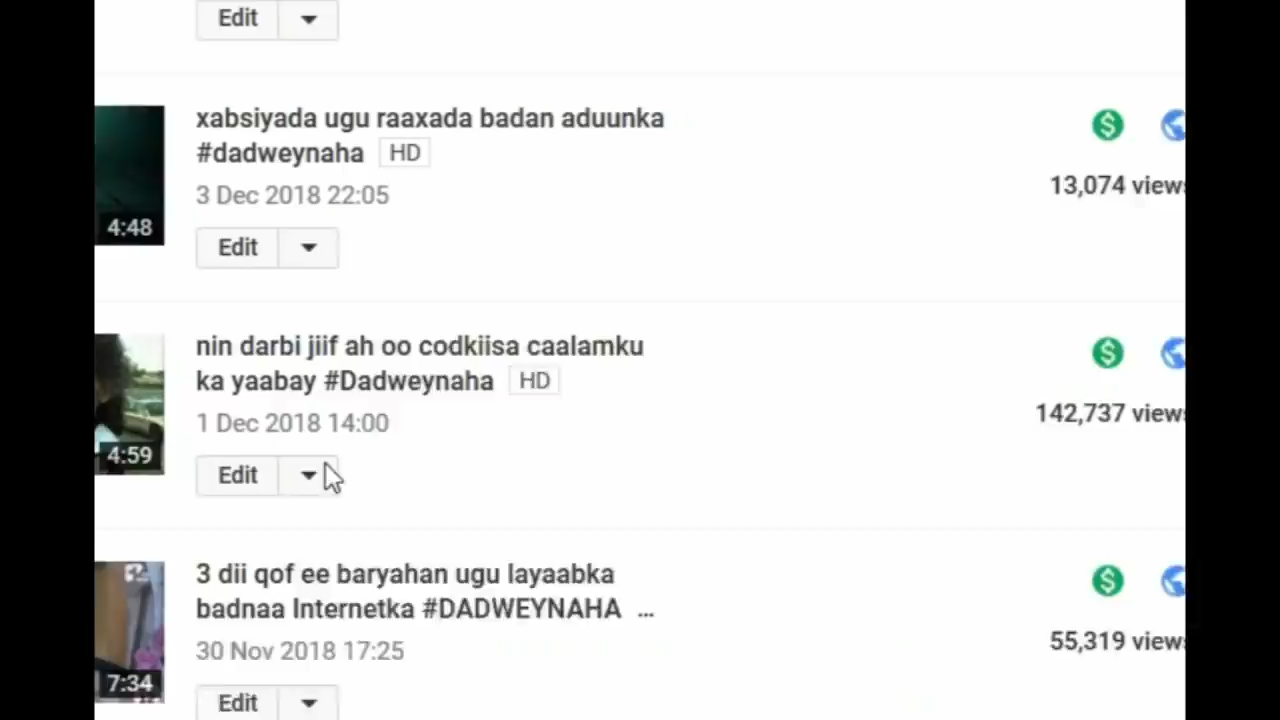 Edit
xabsiyada ugu raaxada badan aduunka
#dadweynaha HD
3 Dec 2018 22:05
4:48
Edit
13,074 views
nin darbi jiif ah oo codkiisa caalamku
ka yaabay #Dadweynaha HD
1 Dec 2018 14:00
4:59
Edit
142,737 views
3 dii qof ee baryahan ugu layaabka
badnaa Internetka #DADWEYNAHA ...
30 Nov 2018 17:25
7:34
Edit
55,319 views